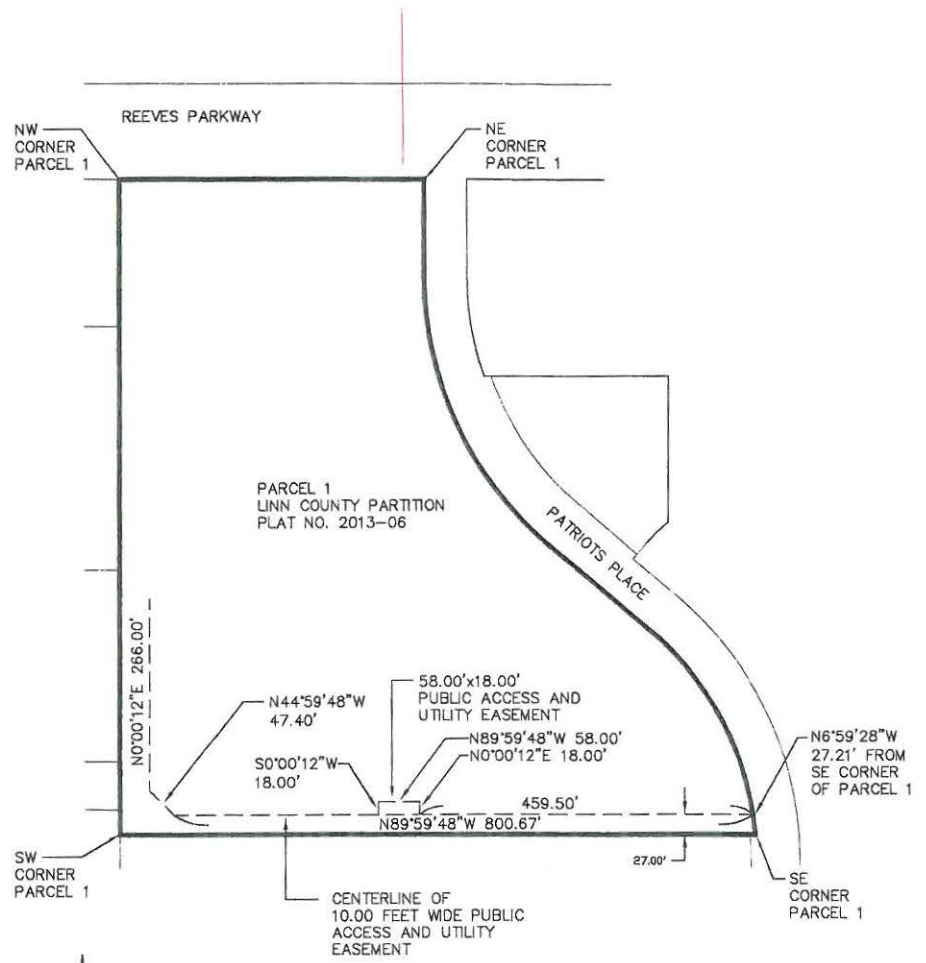 REEVES PARKWAY
NW
CORNER
PARCEL 1
NE
CORNER
PARCEL 1
PARCEL 1
LINN COUNTY PARTITION
PLAT NO. 2013-06
PATRIOTS PLACE
N0°00'12"E 266.00'
N44°59'48"W
47.40'
58.00'x18.00'
PUBLIC ACCESS AND
UTILITY EASEMENT
N89°59'48"W 58.00'
N0°00'12"E 18.00'
S0°00'12"W
18.00'
459.50'
N89°59'48"W 800.67'
N6°59'28"W
27.21' FROM
SE CORNER
OF PARCEL 1
27.00'
SW
CORNER
PARCEL 1
SE
CORNER
PARCEL 1
CENTERLINE OF
10.00 FEET WIDE PUBLIC
ACCESS AND UTILITY
EASEMENT